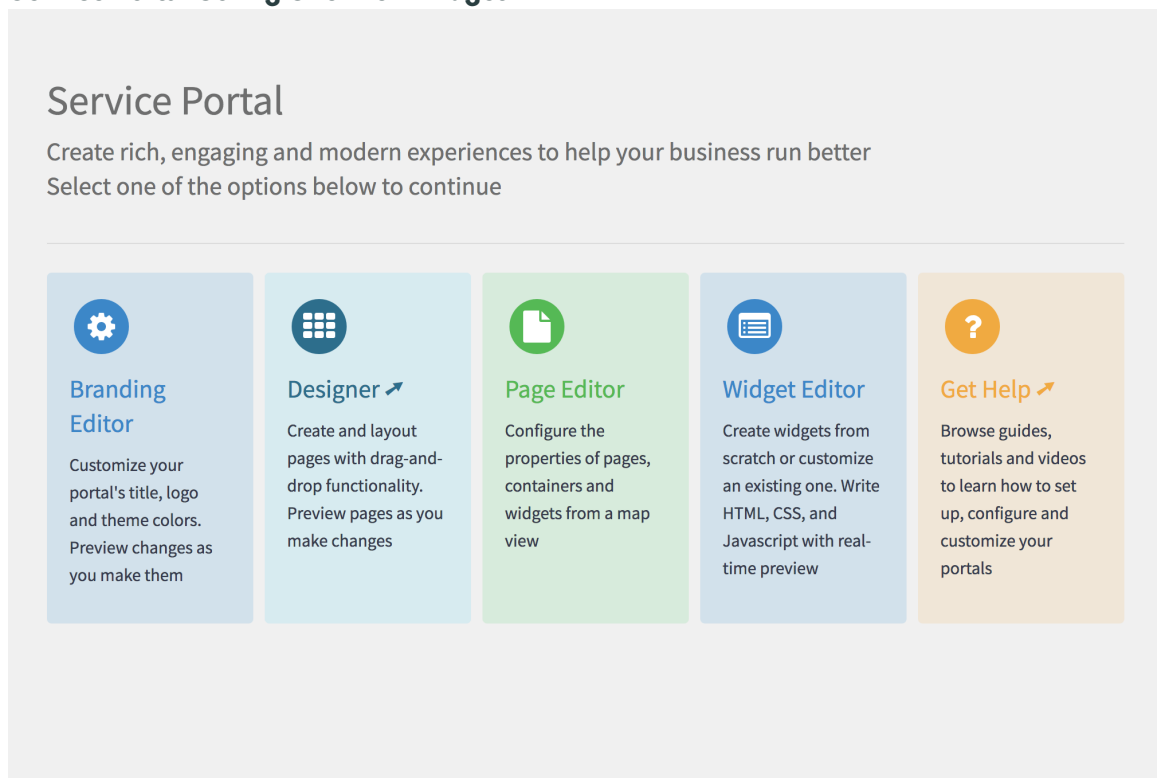 Service Portal
Create rich, engaging and modern experiences to help your business run better
Select one of the options below to continue
Branding
Editor
Customize your
portal's title, logo
and theme colors.
Preview changes as
you make them
Designer
Create and layout
pages with drag-and-
drop functionality.
Preview pages as you
make changes
Page Editor
Configure the
properties of pages,
containers and
widgets from a map
view
Widget Editor
Create widgets from
scratch or customize
an existing one. Write
HTML, CSS, and
Javascript with real-
time preview
?
Get Help
Browse guides,
tutorials and videos
to learn how to set
up, configure and
customize your
portals